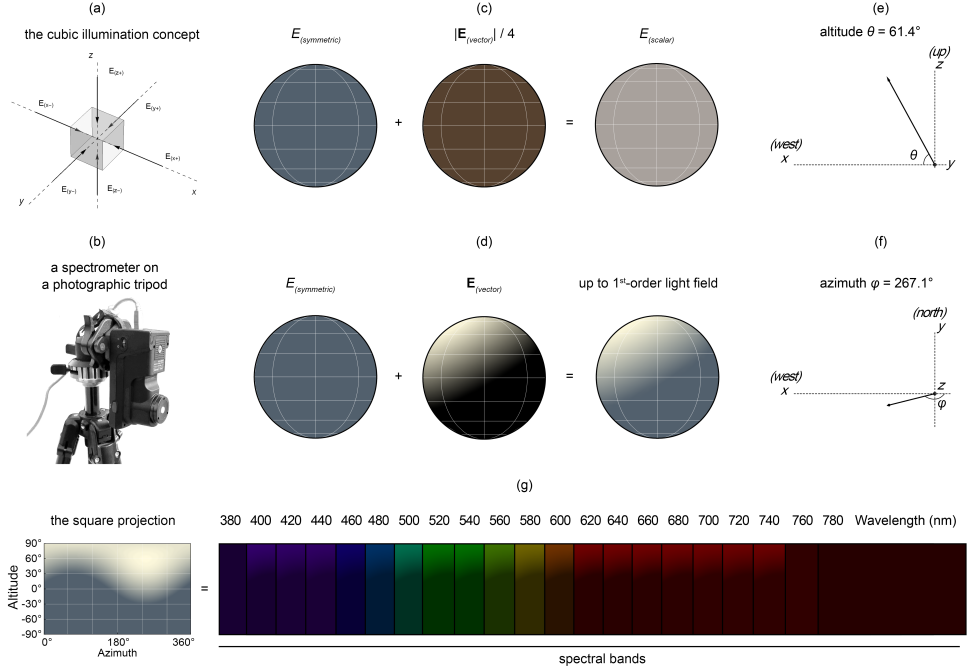 (a)
the cubic illumination concept
z
E(z+)
E(x−)
E(y+)
E(x+)
E(y−)
E(z−)
y
x
(b)
a spectrometer on
a photographic tripod
(c)
E(symmetric)
|E(vector)| / 4
E(scalar)
+
=
(d)
E(symmetric)
E(vector)
up to 1st-order light field
+
=
(e)
altitude θ = 61.4°
(up)
z
(west)
x
θ
y
(f)
azimuth φ = 267.1°
(north)
y
(west)
x
z
φ
(g)
the square projection
380 400 420 440 460 480 500 520 540 560 580 600 620 640 660 700 720 740 760 780 Wavelength (nm)
90°
60°
30°
0°
-30°
-60°
-90°
Altitude
0° 180° 360°
Azimuth
=
spectral bands